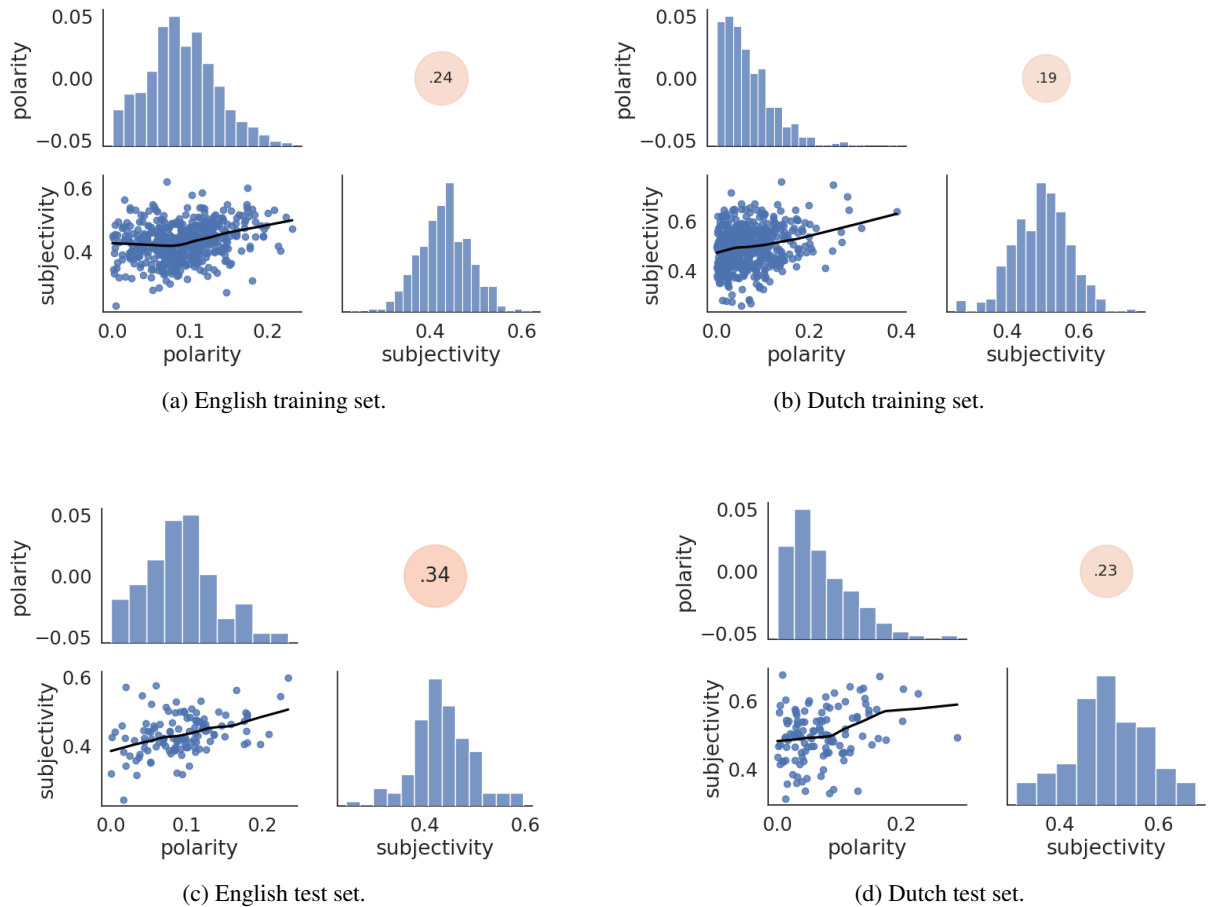 polarity
0.05
0.00
−0.05
.24
subjectivity
0.6
0.4
0.0 0.1 0.2
polarity
0.4 0.6
subjectivity
(a) English training set.
polarity
0.05
0.00
−0.05
.19
subjectivity
0.6
0.4
0.0 0.2 0.4
polarity
0.4 0.6
subjectivity
(b) Dutch training set.
polarity
0.05
0.00
−0.05
.34
subjectivity
0.6
0.4
0.0 0.1 0.2
polarity
0.4 0.6
subjectivity
(c) English test set.
polarity
0.05
0.00
−0.05
.23
subjectivity
0.6
0.4
0.0 0.2
polarity
0.4 0.6
subjectivity
(d) Dutch test set.